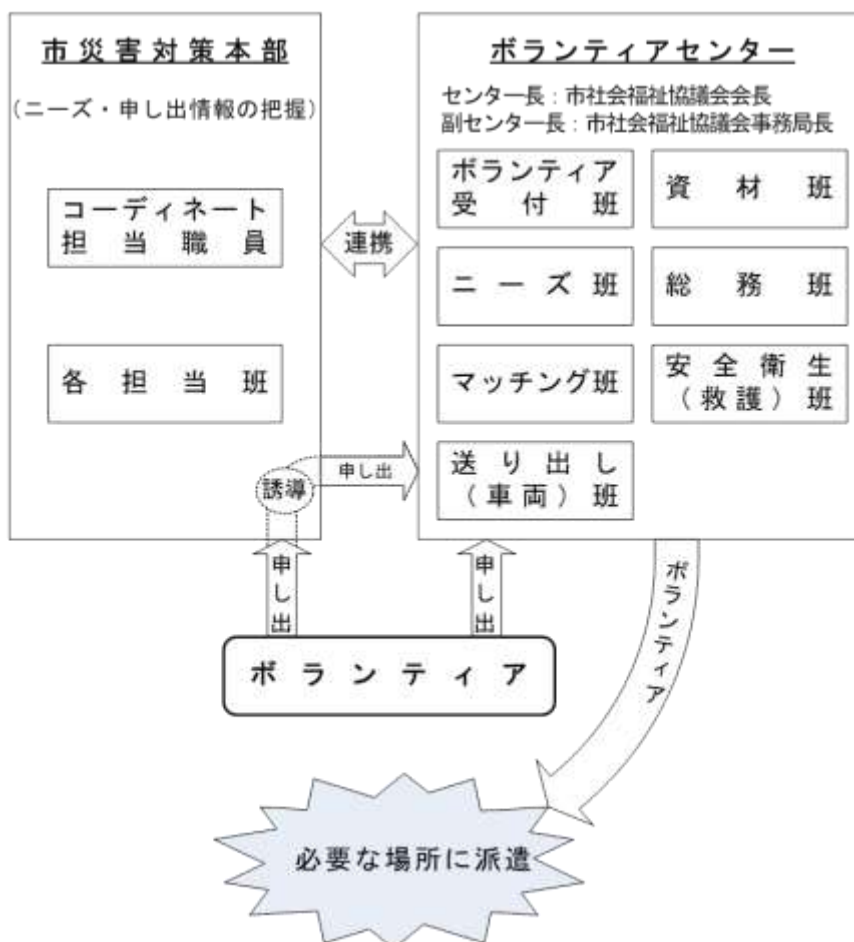 市災害対策本部
（ニーズ・申し出情報の把握）
コーディネート
担当職員
各担当班
連携
ボランティアセンター
センター長：市社会福祉協議会会長
副センター長：市社会福祉協議会事務局長
ボランティア
受付班
資材班
ニーズ班
総務班
マッチング班
安全衛生
（救護）班
送り出し
（車両）班
誘導
申し出
申し出
申し出
ボランティア
ボランティア
必要な場所に派遣